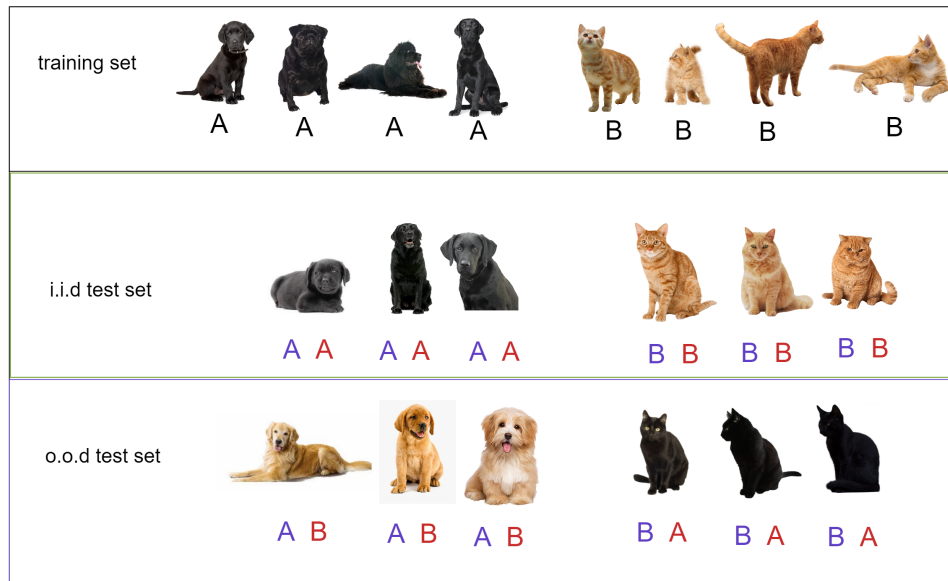 training set
A A A A B B B B
i.i.d test set
A A A A A A B B B B B B
o.o.d test set
A B A B A B B A B A B A